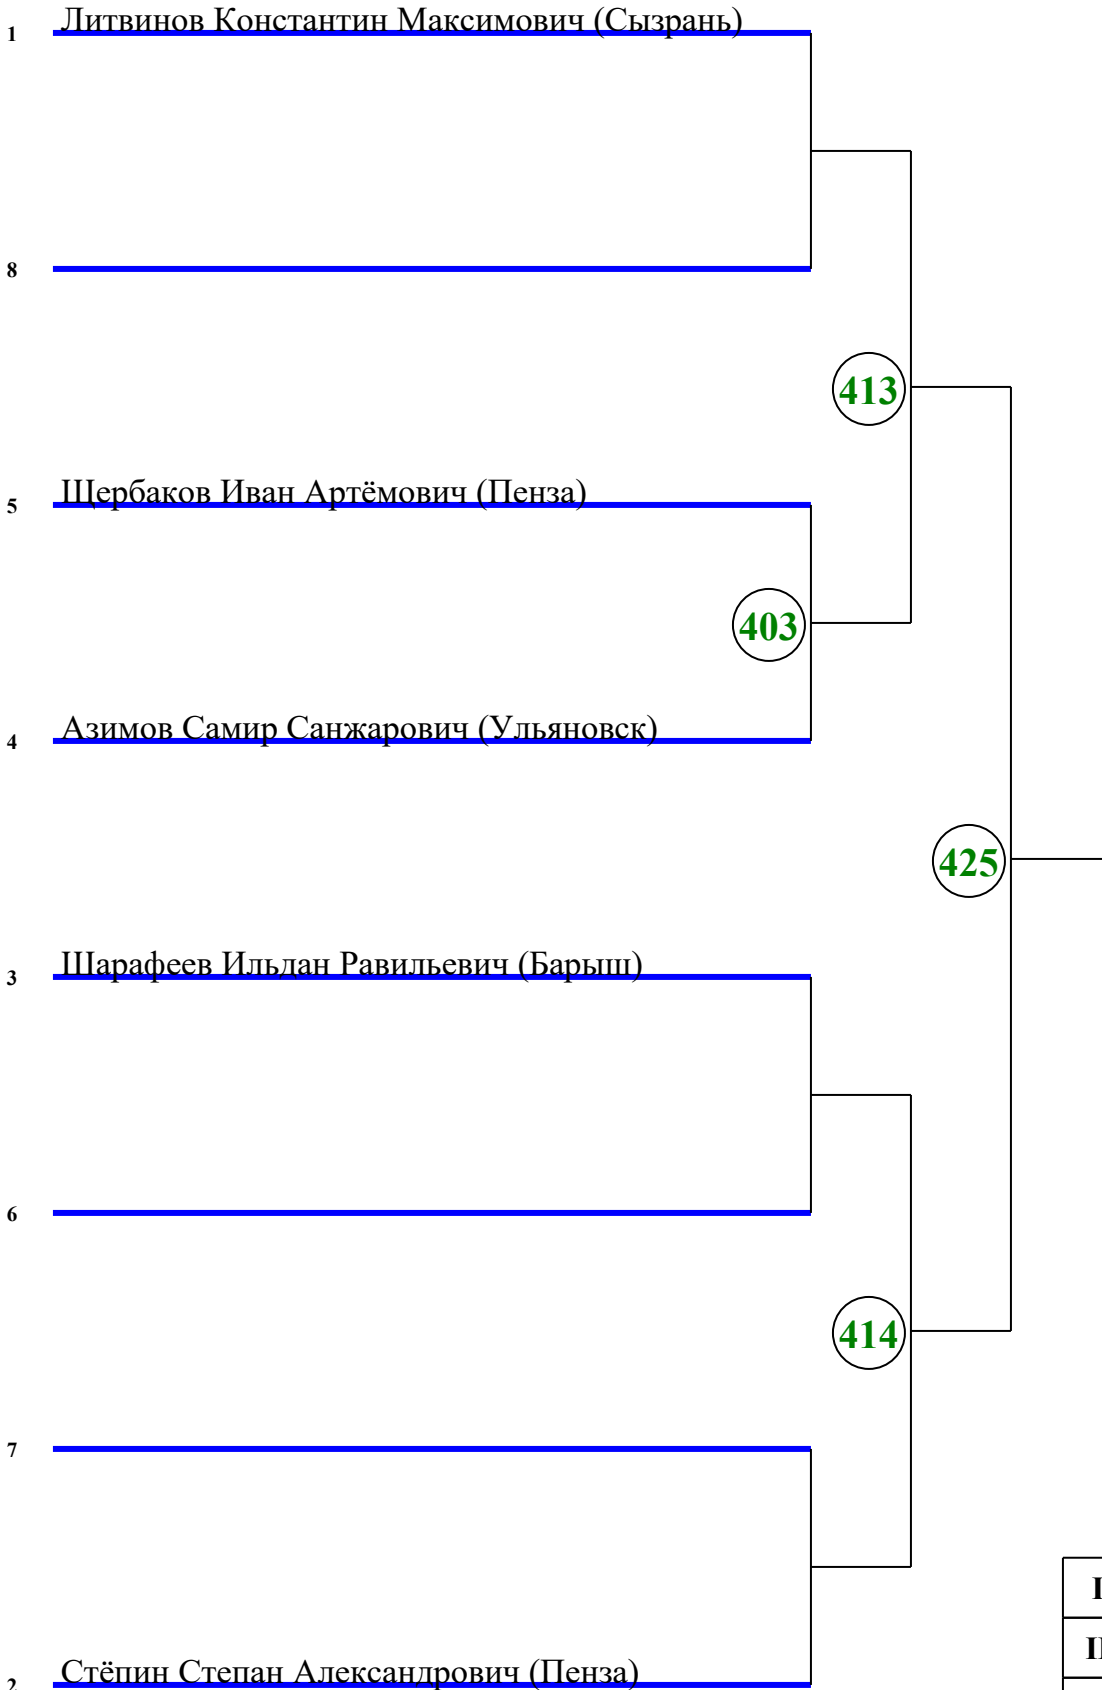 1 Литвинов Константин Максимович (Сызрань)
8
413
5 Щербаков Иван Артёмович (Пенза)
403
4 Азимов Самир Санжарович (Ульяновск)
425
3 Шарафеев Ильдан Равильевич (Барыш)
6
414
7
I
II
2 Стёпин Степан Александрович (Пенза)